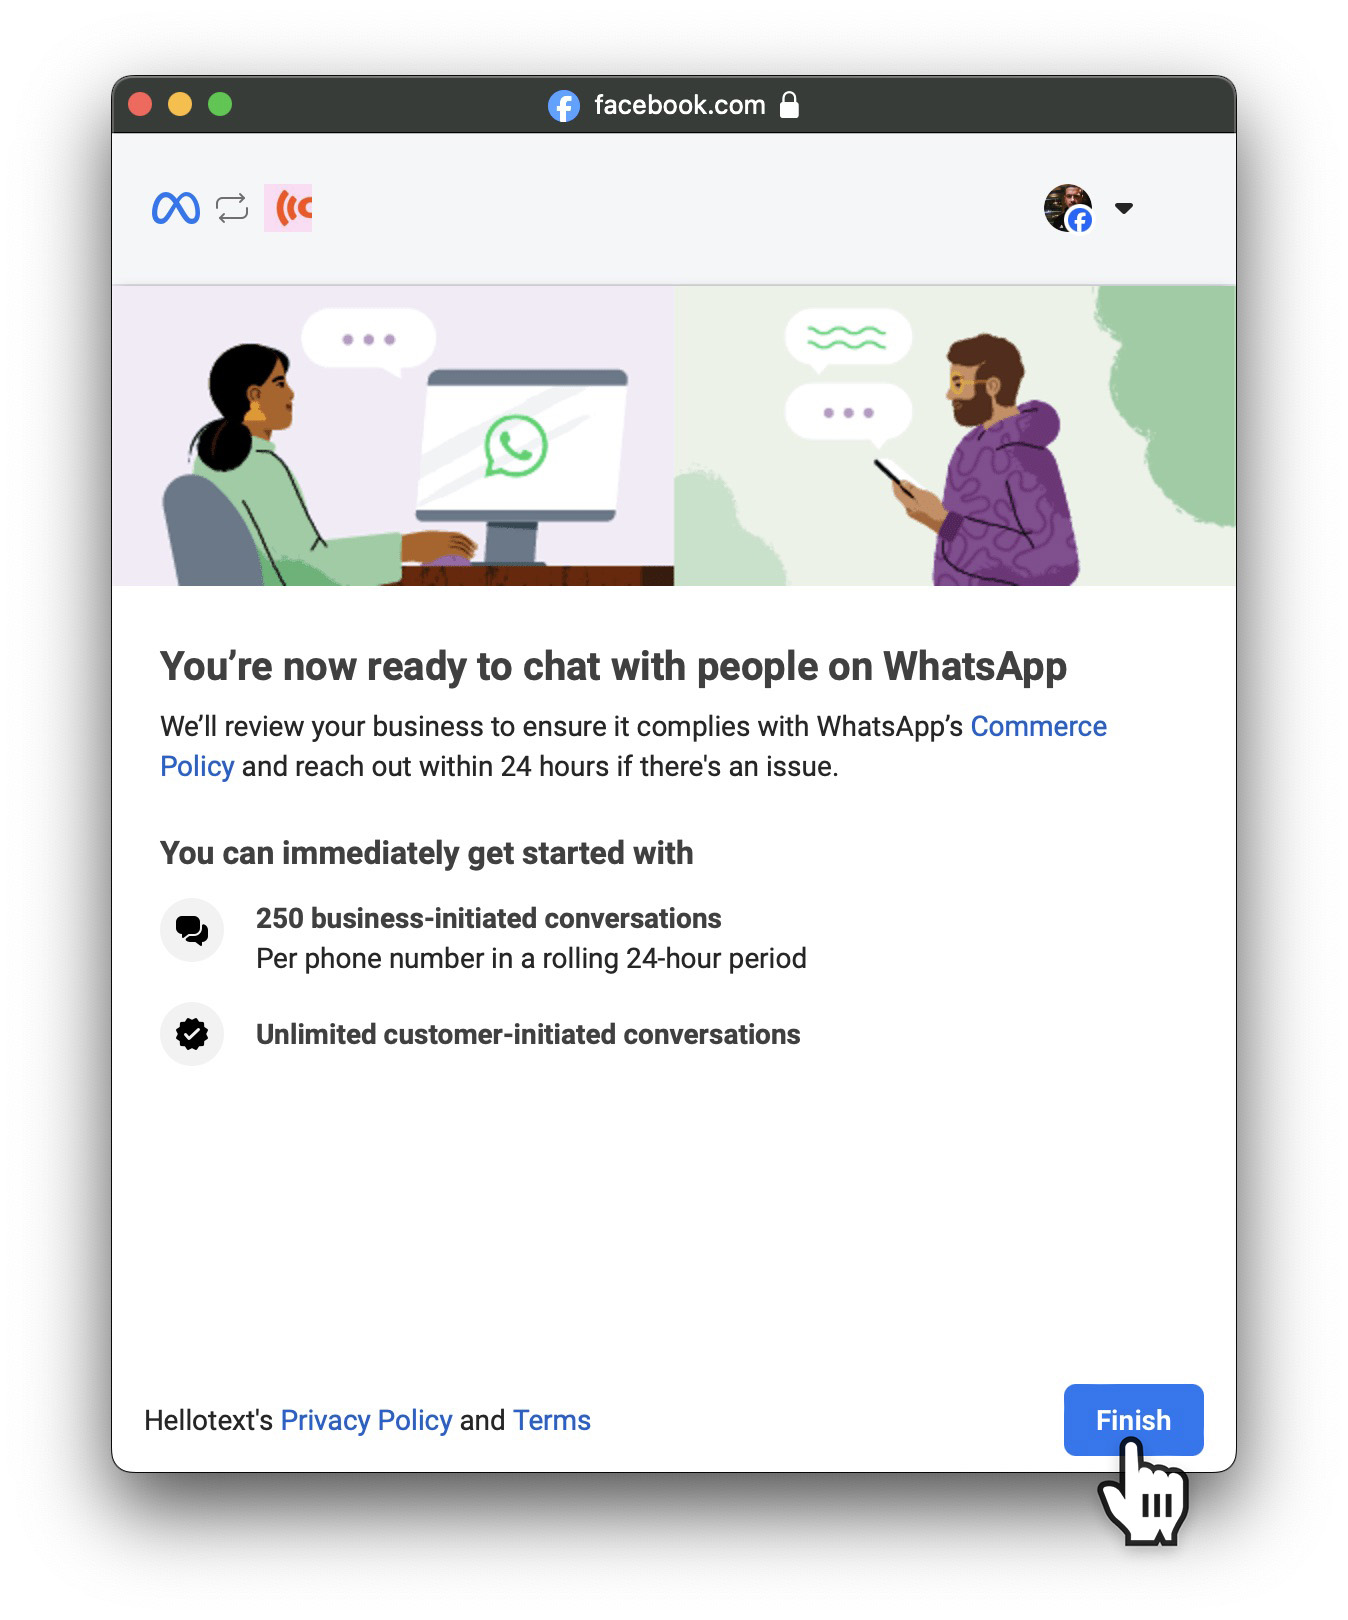 facebook.com
You’re now ready to chat with people on WhatsApp
We’ll review your business to ensure it complies with WhatsApp’s Commerce
Policy and reach out within 24 hours if there's an issue.
You can immediately get started with
250 business-initiated conversations
Per phone number in a rolling 24-hour period
Unlimited customer-initiated conversations
Hellotext's Privacy Policy and Terms
Finish